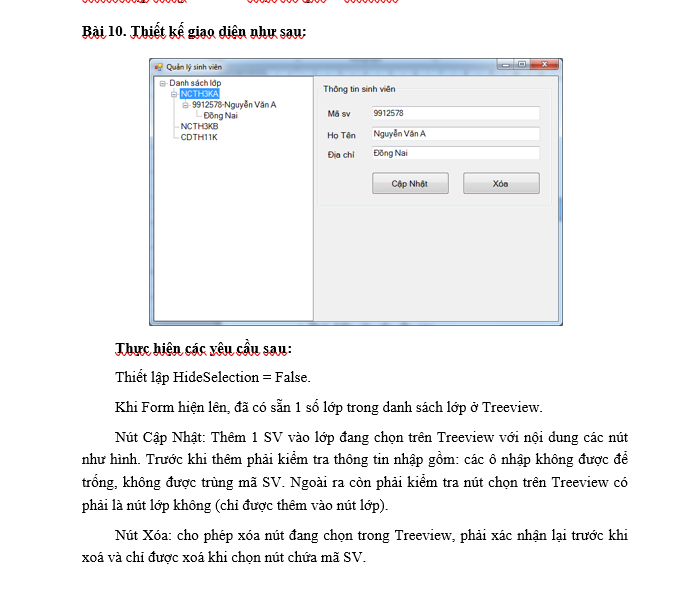 Bài 10. Thiết kế giao diện như sau:
Quản lý sinh viên
Danh sách lớp
NCTH3KA
9912578-Nguyễn Văn A
Đồng Nai
NCTH3KB
CDTH11K
Thông tin sinh viên
Mã sv 9912578
Họ Tên Nguyễn Văn A
Địa chỉ Đồng Nai
Cập Nhật Xóa
Thực hiện các yêu cầu sau:
Thiết lập HideSelection = False.
Khi Form hiện lên, đã có sẵn 1 số lớp trong danh sách lớp ở Treeview.
Nút Cập Nhật: Thêm 1 SV vào lớp đang chọn trên Treeview với nội dung các nút
như hình. Trước khi thêm phải kiểm tra thông tin nhập gồm: các ô nhập không được để
trống, không được trùng mã SV. Ngoài ra còn phải kiểm tra nút chọn trên Treeview có
phải là nút lớp không (chỉ được thêm vào nút lớp).
Nút Xóa: cho phép xóa nút đang chọn trong Treeview, phải xác nhận lại trước khi
xoá và chỉ được xoá khi chọn nút chứa mã SV.